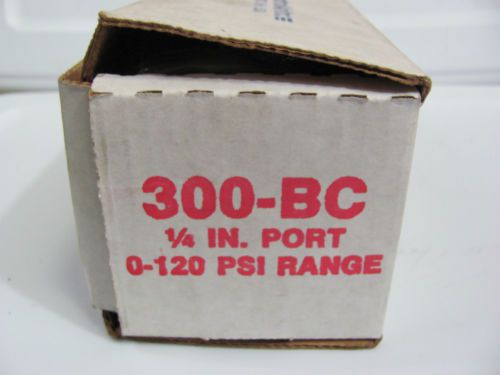 300-BC
¼ IN. PORT
0-120 PSI RANGE